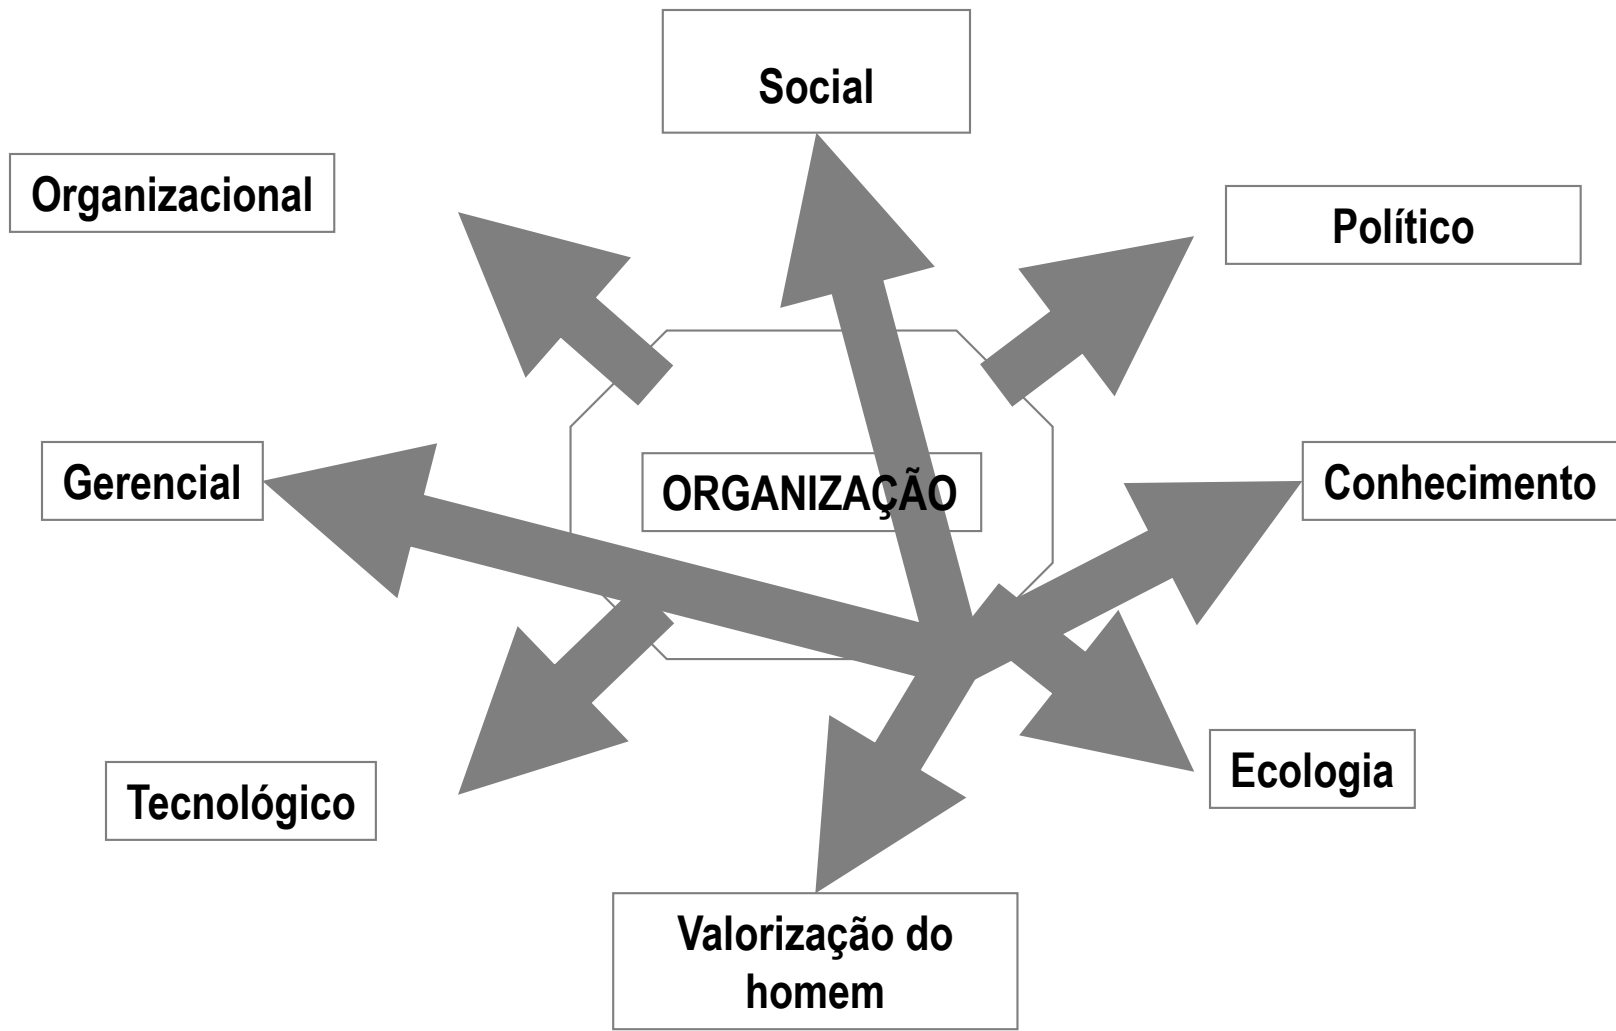 Social
Organizacional
Político
Gerencial
ORGANIZAÇÃO
Conhecimento
Tecnológico
Ecologia
Valorização do
homem